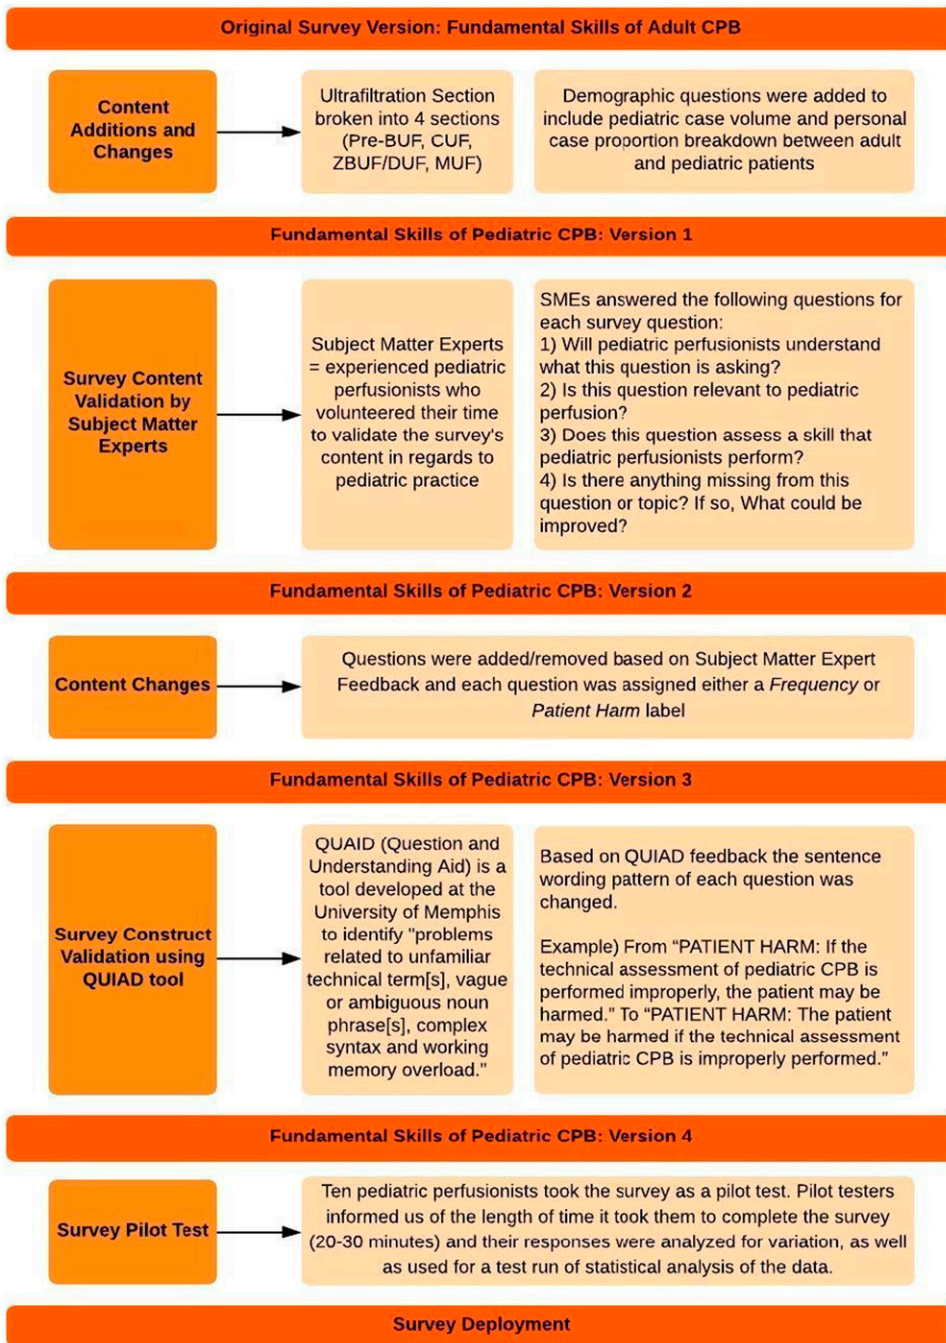 Original Survey Version: Fundamental Skills of Adult CPB
Content
Additions and
Changes
Ultrafiltration Section
broken into 4 sections
(Pre-BUF, CUF,
ZBUF/DUF, MUF)
Demographic questions were added to
include pediatric case volume and personal
case proportion breakdown between adult
and pediatric patients
Fundamental Skills of Pediatric CPB: Version 1
Survey Content
Validation by
Subject Matter
Experts
Subject Matter Experts
= experienced pediatric
perfusionists who
volunteered their time
to validate the survey's
content in regards to
pediatric practice
SMEs answered the following questions for
each survey question:
1) Will pediatric perfusionists understand
what this question is asking?
2) Is this question relevant to pediatric
perfusion?
3) Does this question assess a skill that
pediatric perfusionists perform?
4) Is there anything missing from this
question or topic? If so, What could be
improved?
Fundamental Skills of Pediatric CPB: Version 2
Content Changes
Questions were added/removed based on Subject Matter Expert
Feedback and each question was assigned either a Frequency or
Patient Harm label
Fundamental Skills of Pediatric CPB: Version 3
Survey Construct
Validation using
QUIAD tool
QUAID (Question and
Understanding Aid) is a
tool developed at the
University of Memphis
to identify "problems
related to unfamiliar
technical term[s], vague
or ambiguous noun
phrase[s], complex
syntax and working
memory overload."
Based on QUIAD feedback the sentence
wording pattern of each question was
changed.
Example) From “PATIENT HARM: If the
technical assessment of pediatric CPB is
performed improperly, the patient may be
harmed.” To “PATIENT HARM: The patient
may be harmed if the technical assessment
of pediatric CPB is improperly performed.”
Fundamental Skills of Pediatric CPB: Version 4
Survey Pilot Test
Ten pediatric perfusionists took the survey as a pilot test. Pilot testers
informed us of the length of time it took them to complete the survey
(20-30 minutes) and their responses were analyzed for variation, as well
as used for a test run of statistical analysis of the data.
Survey Deployment